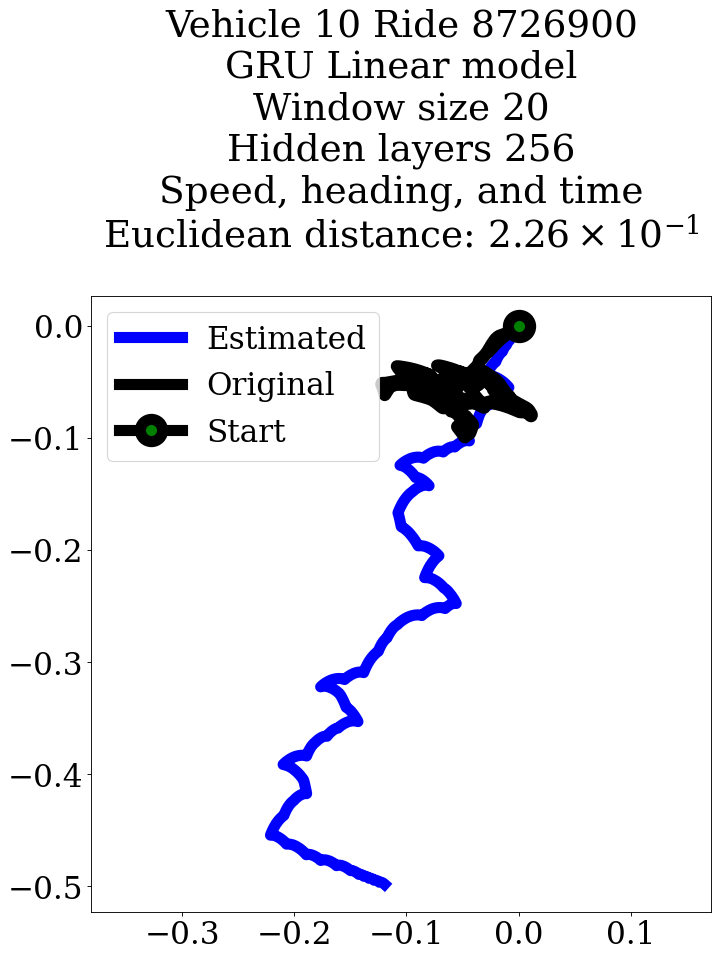 Vehicle 10 Ride 8726900
GRU Linear model
Window size 20
Hidden layers 256
Speed, heading, and time
Euclidean distance: 2.26 × 10⁻¹
Estimated
Original
Start
0.0
−0.1
−0.2
−0.3
−0.4
−0.5
−0.3 −0.2 −0.1 0.0 0.1